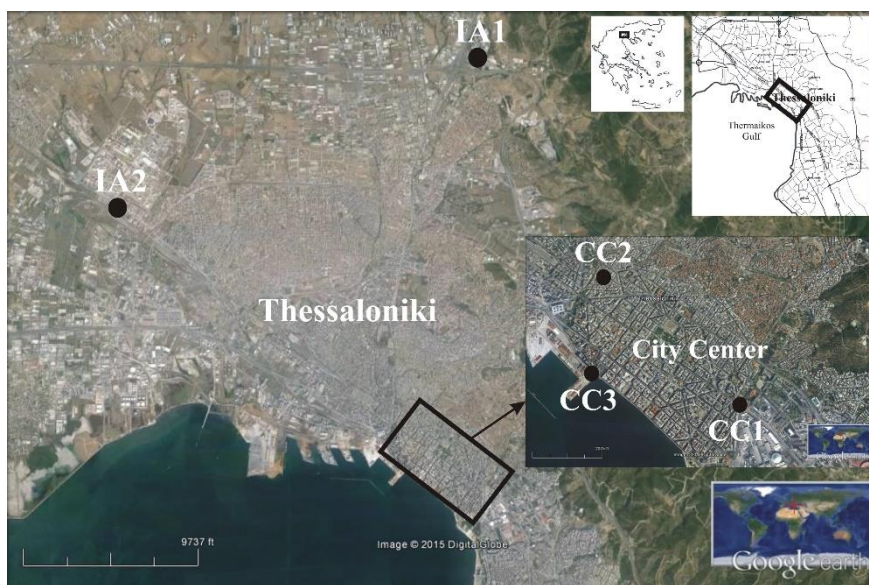 IA1
IA2
Thessaloniki
Thessaloniki
Thermaikos
Gulf
CC2
City Center
CC3
CC1
9737 ft
Image © 2015 DigitalGlobe
Google earth